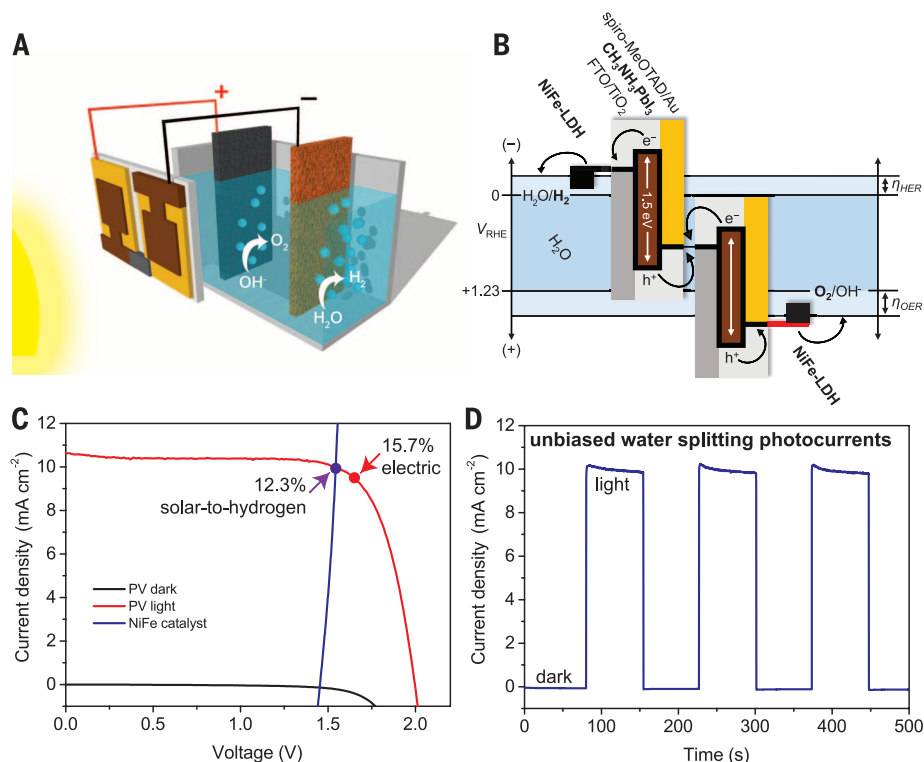 A
+
−
O₂
OH⁻
H₂
H₂O
B
spiro-MeOTAD/Au
CH₃NH₃PbI₃
FTO/TiO₂
NiFe-LDH
(−)
e⁻
H₂O/H₂
η_HER
0
1.5 eV
e⁻
V_RHE
H₂O
h⁺
+1.23
O₂/OH⁻
η_OER
h⁺
(+)
NiFe-LDH
C
12
10
8
6
4
2
0
Current density (mA cm⁻²)
15.7%
electric
12.3%
solar-to-hydrogen
PV dark
PV light
NiFe catalyst
0.0 0.5 1.0 1.5 2.0
Voltage (V)
D
12
10
8
6
4
2
0
Current density (mA cm⁻²)
unbiased water splitting photocurrents
light
dark
0 100 200 300 400 500
Time (s)